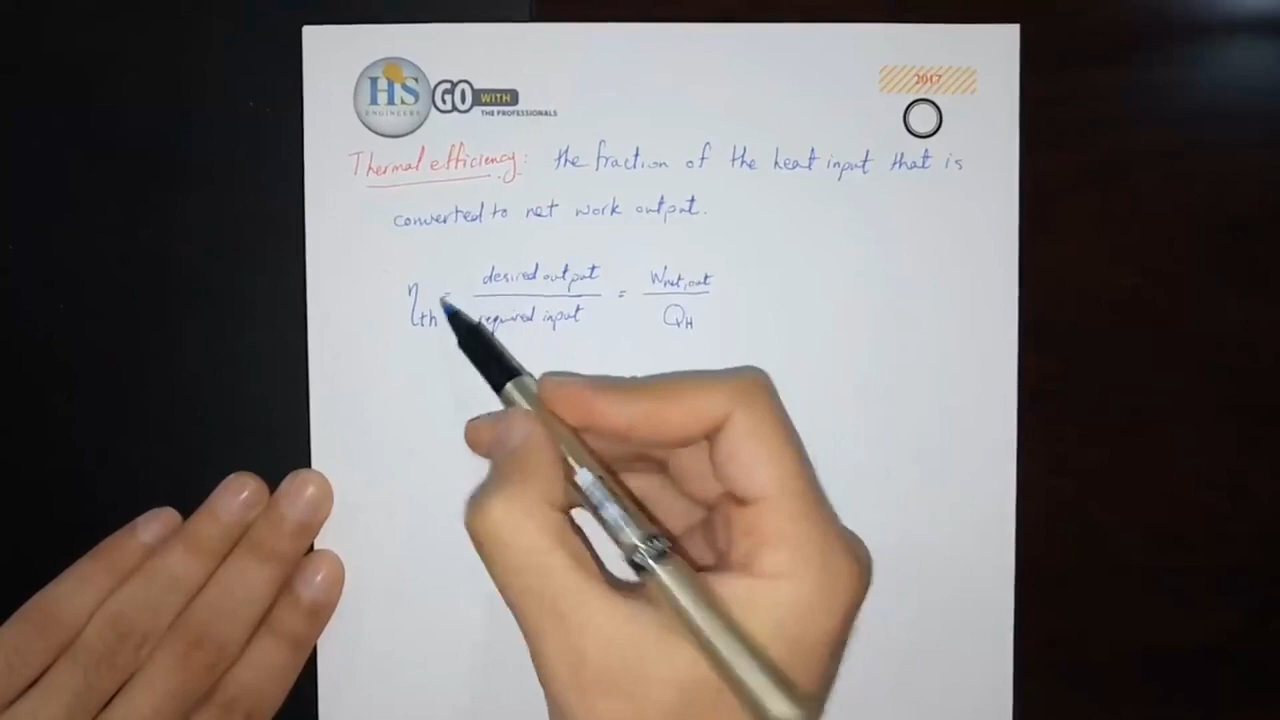 HS
ENGINEERS
GO WITH
THE PROFESSIONALS
2017
Thermal efficiency: the fraction of the heat input that is
converted to net work output.
ηth = desired output / required input = Wnet,out / QH